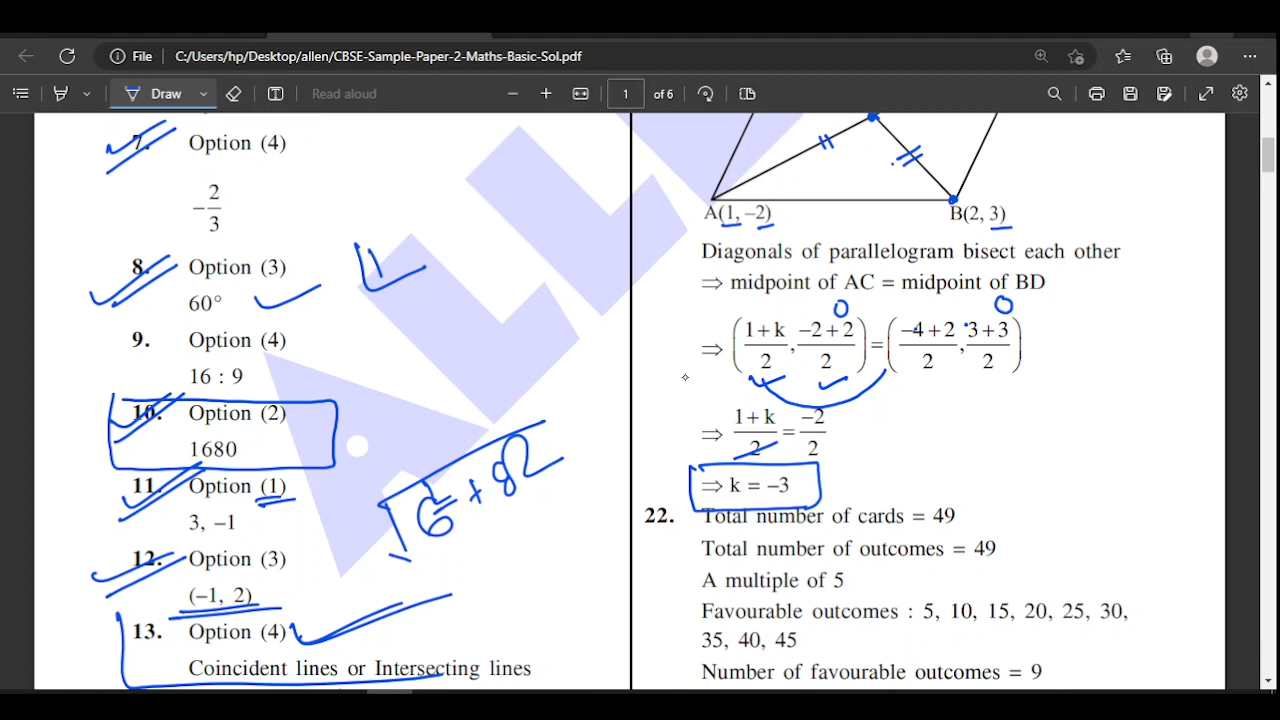 File C:/Users/hp/Desktop/allen/CBSE-Sample-Paper-2-Maths-Basic-Sol.pdf
Draw Read aloud 1 of 6
7. Option (4)
-2/3
8. Option (3)
60°
9. Option (4)
16 : 9
10. Option (2)
1680
11. Option (1)
3, –1
12. Option (3)
(–1, 2)
13. Option (4)
Coincident lines or Intersecting lines
√6² + 82
ALLE
A(1, –2) B(2, 3)
Diagonals of parallelogram bisect each other
⇒ midpoint of AC = midpoint of BD
0 0
⇒ ((1+k)/2, (–2+2)/2) = ((–4+2)/2, (3+3)/2)
⇒ (1+k)/2 = –2/2
⇒ k = –3
22. Total number of cards = 49
Total number of outcomes = 49
A multiple of 5
Favourable outcomes : 5, 10, 15, 20, 25, 30,
35, 40, 45
Number of favourable outcomes = 9